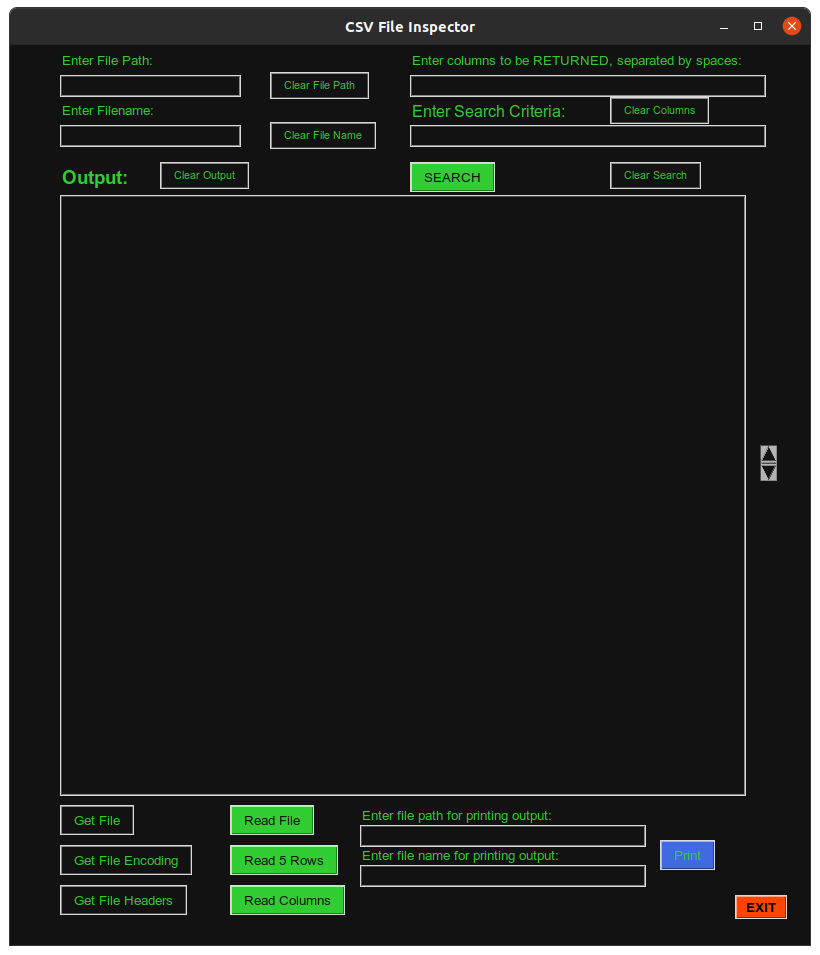 CSV File Inspector
Enter File Path:
Enter columns to be RETURNED, separated by spaces:
Clear File Path
Enter Filename:
Enter Search Criteria:
Clear Columns
Clear File Name
Output:
Clear Output
SEARCH
Clear Search
Get File
Read File
Enter file path for printing output:
Get File Encoding
Read 5 Rows
Enter file name for printing output:
Print
Get File Headers
Read Columns
EXIT